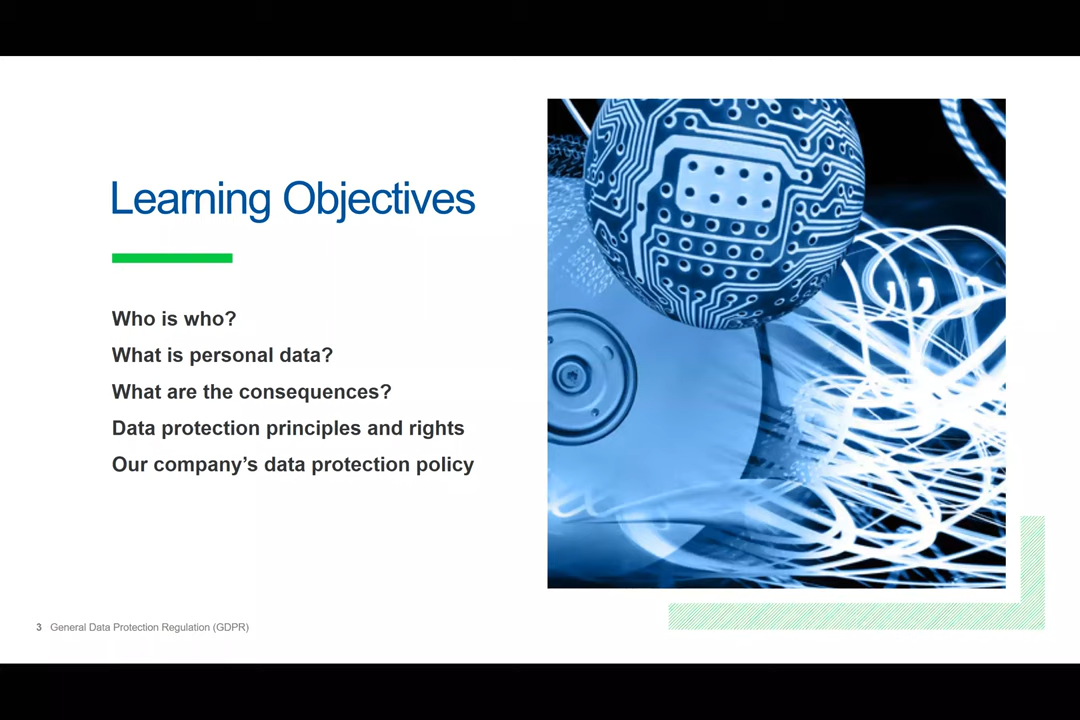 Learning Objectives
Who is who?
What is personal data?
What are the consequences?
Data protection principles and rights
Our company’s data protection policy
3 General Data Protection Regulation (GDPR)